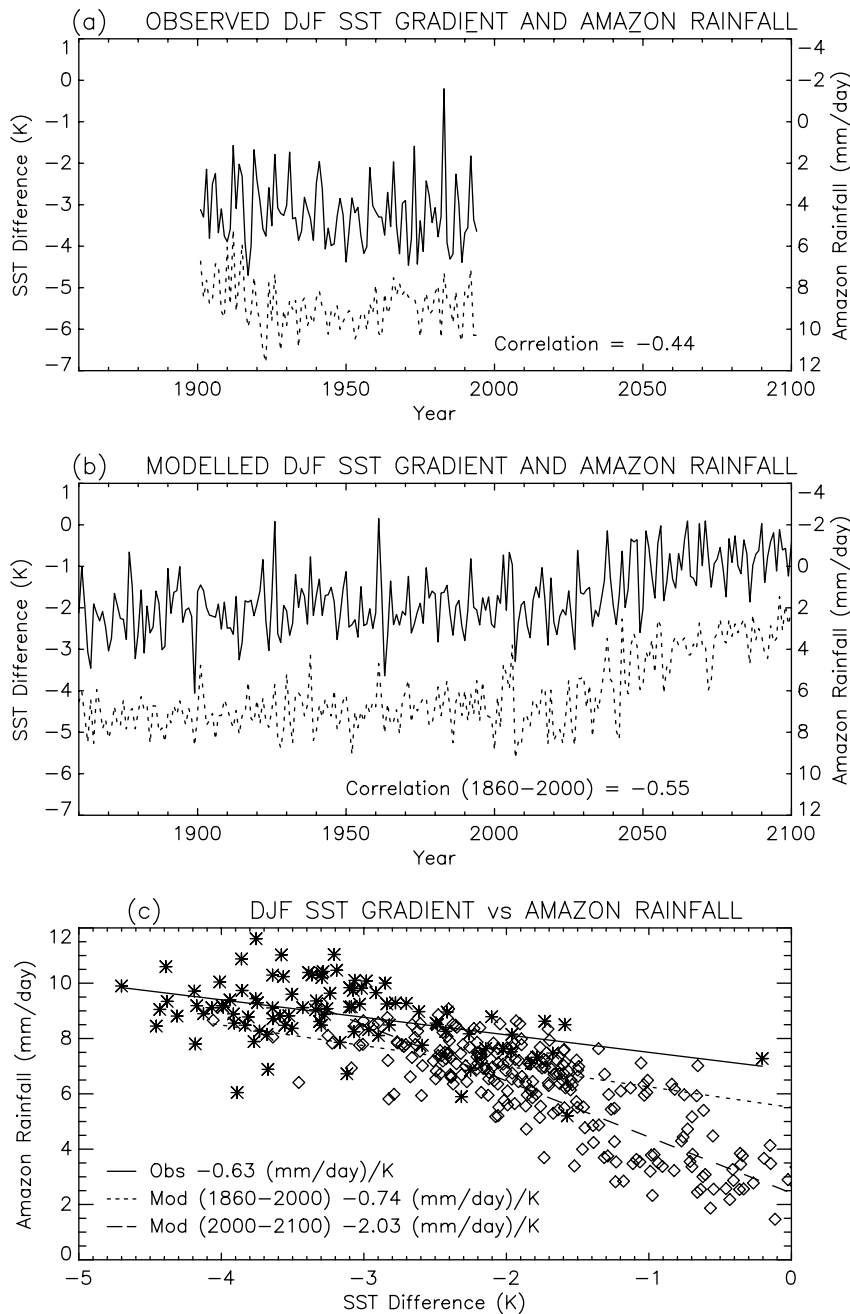 (a) OBSERVED DJF SST GRADIENT AND AMAZON RAINFALL
1
0
−1
−2
−3
−4
−5
−6
−7
SST Difference (K)
−4
−2
0
2
4
6
8
10
12
Amazon Rainfall (mm/day)
Correlation = −0.44
1900 1950 2000 2050 2100
Year
(b) MODELLED DJF SST GRADIENT AND AMAZON RAINFALL
1
0
−1
−2
−3
−4
−5
−6
−7
SST Difference (K)
−4
−2
0
2
4
6
8
10
12
Amazon Rainfall (mm/day)
Correlation (1860−2000) = −0.55
1900 1950 2000 2050 2100
Year
(c) DJF SST GRADIENT vs AMAZON RAINFALL
12
10
8
6
4
2
0
Amazon Rainfall (mm/day)
Obs −0.63 (mm/day)/K
Mod (1860−2000) −0.74 (mm/day)/K
Mod (2000−2100) −2.03 (mm/day)/K
−5 −4 −3 −2 −1 0
SST Difference (K)